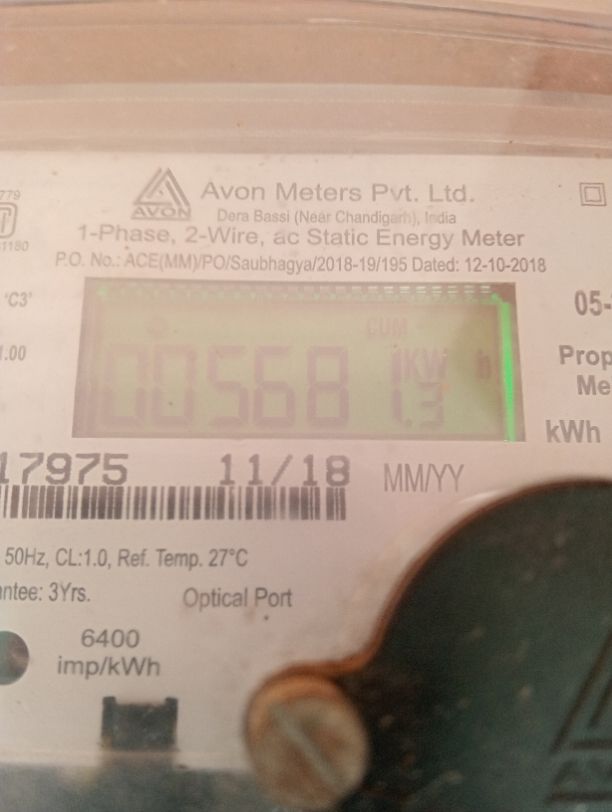 779
AVON
Avon Meters Pvt. Ltd.
Dera Bassi (Near Chandigarh), India
1-Phase, 2-Wire, ac Static Energy Meter
P.O. No.: ACE(MM)/PO/Saubhagya/2018-19/195 Dated: 12-10-2018
'C3'
05-
1.00
CUM
KW h
005681.3
Prop
Me
kWh
17975 11/18 MM/YY
50Hz, CL:1.0, Ref. Temp. 27°C
ntee: 3Yrs.
Optical Port
6400
imp/kWh